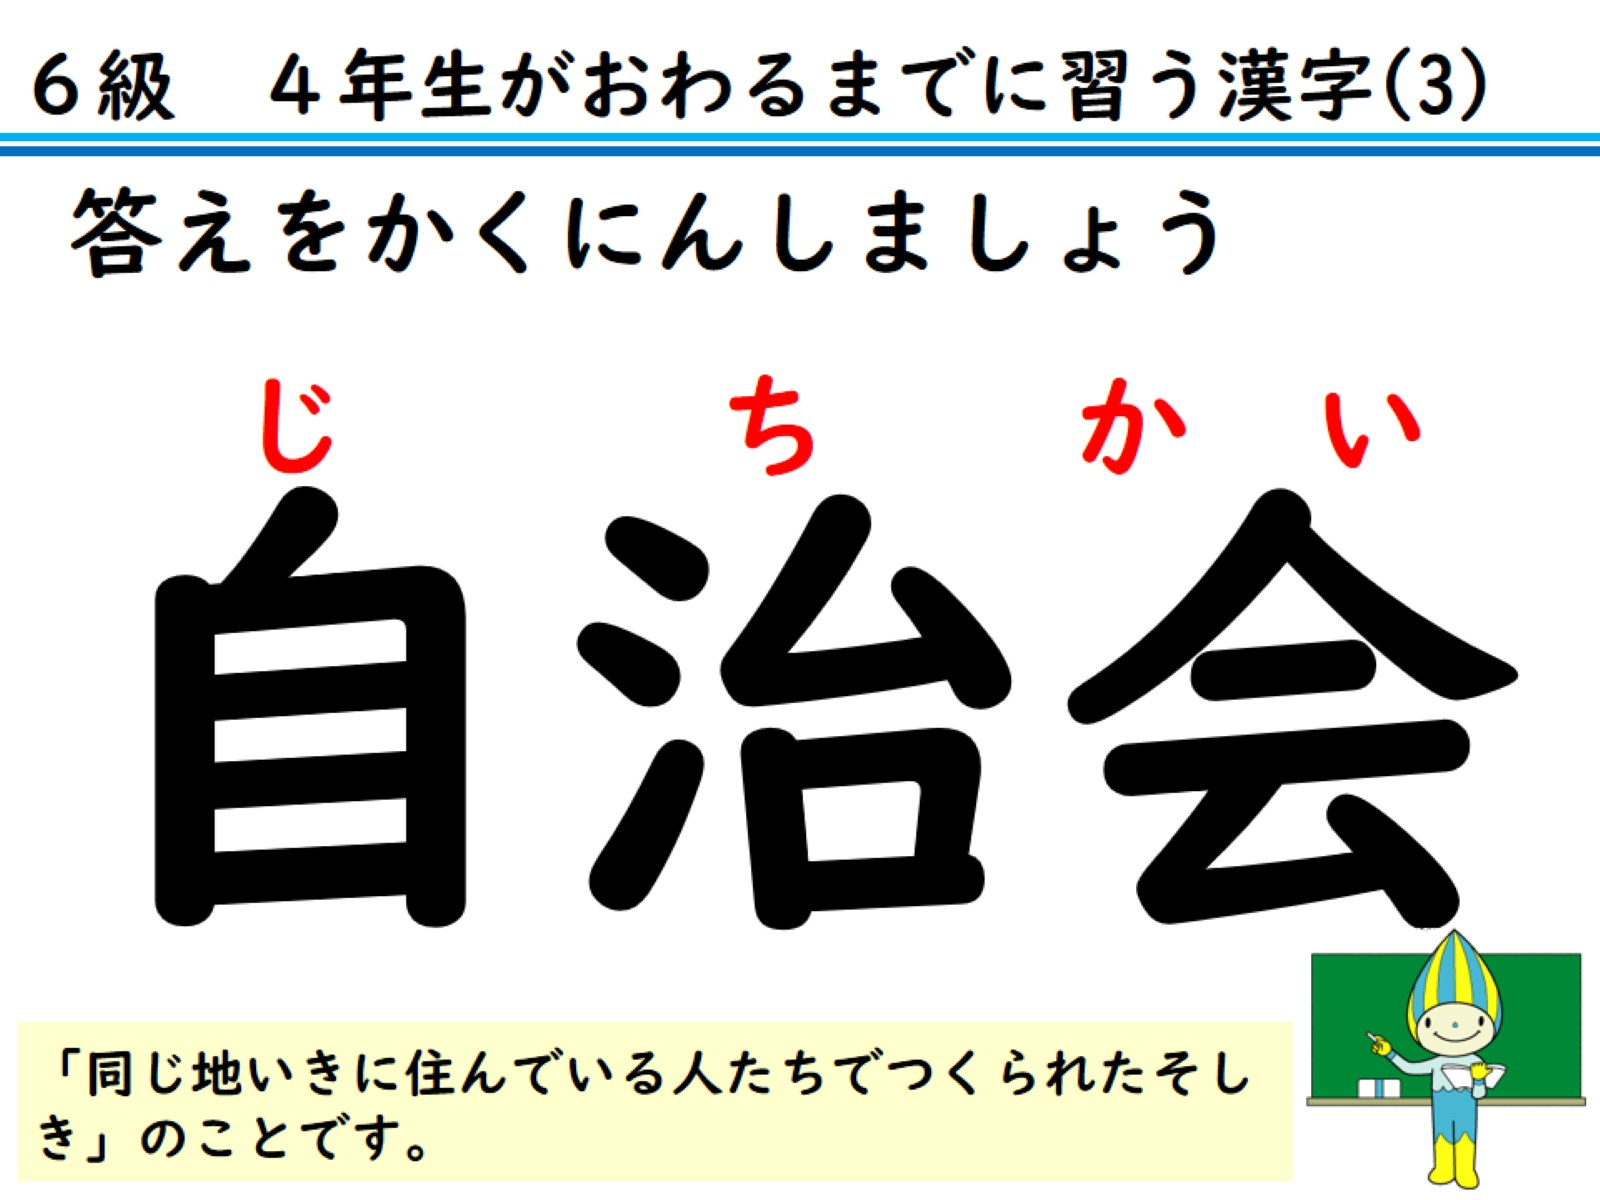 ６級　４年生がおわるまでに習う漢字(3)
答えをかくにんしましょう
じ ち か い
自治会
「同じ地いきに住んでいる人たちでつくられたそし
き」のことです。